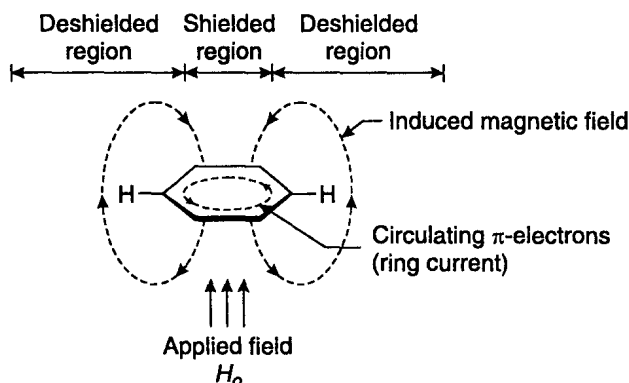 Deshielded Shielded Deshielded
region region region
Induced magnetic field
H H
Circulating π-electrons
(ring current)
Applied field
H₀